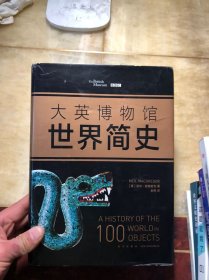 The British
Museum
BBC
大英博物馆
世界简史
NEIL MACGREGOR
A HISTORY OF THE
100 WORLD IN
OBJECTS